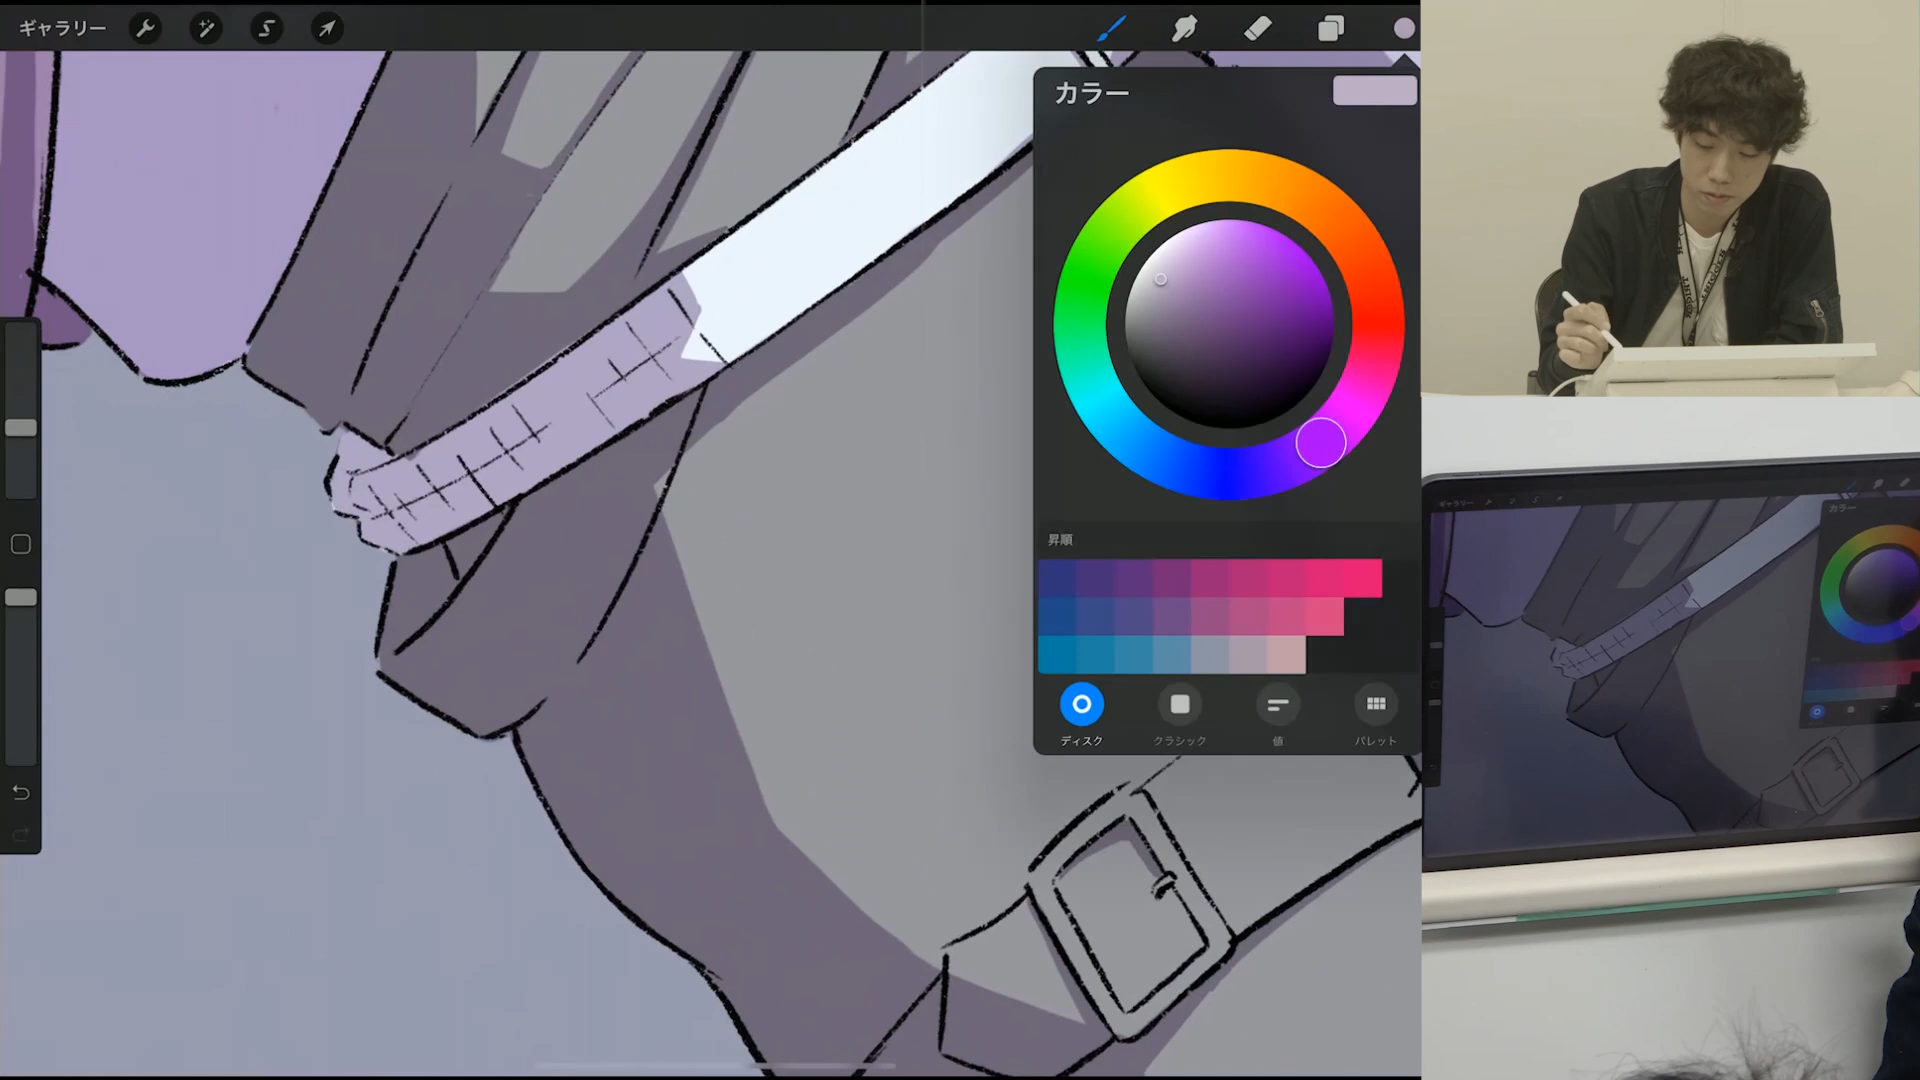 ギャラリー
カラー
昇順
ディスク
クラシック
値
パレット